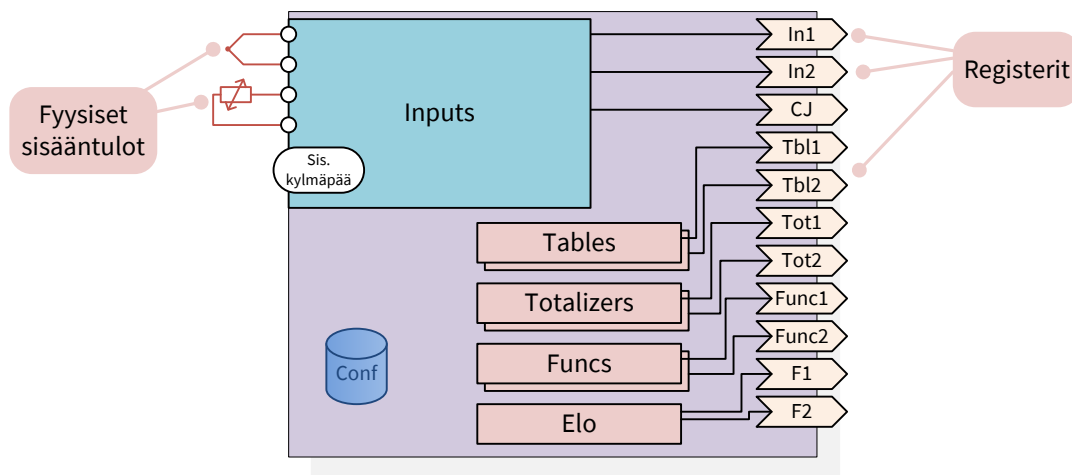 Fyysiset
sisääntulot
Inputs
Sis.
kylmäpää
Tables
Totalizers
Funcs
Elo
Conf
In1
In2
CJ
Tbl1
Tbl2
Tot1
Tot2
Func1
Func2
F1
F2
Registerit